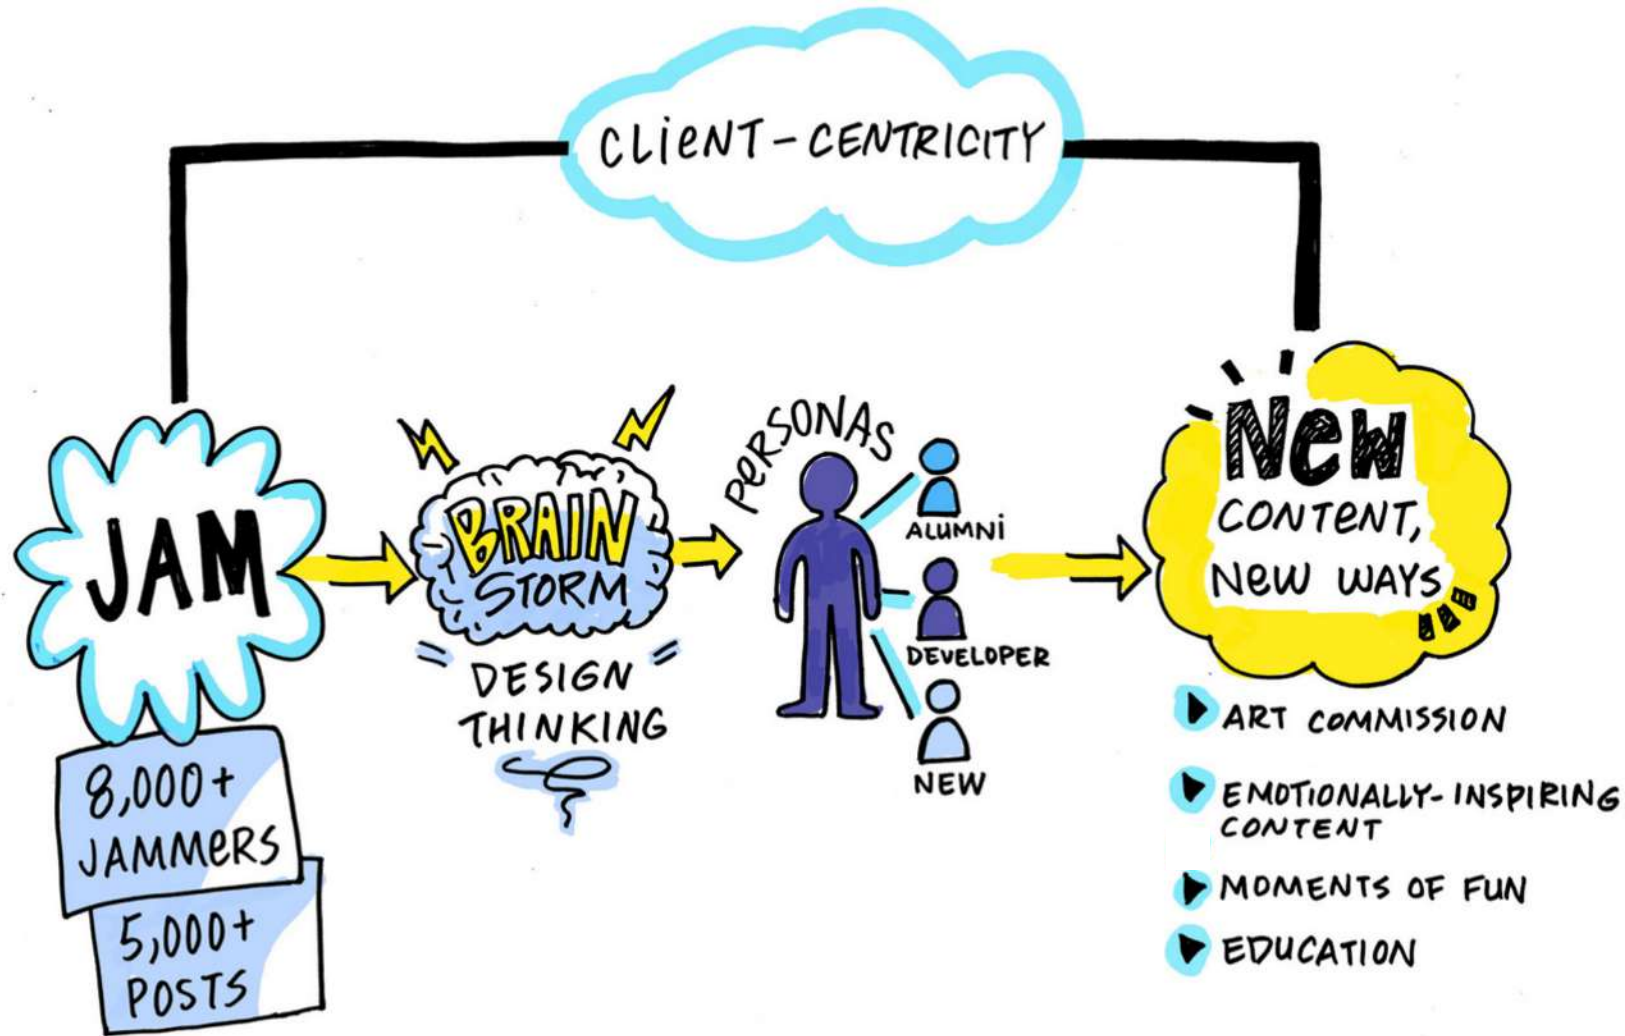 CLieNT-CENTRICITY
JAM
8,000+
JAMMeRS
5,000+
POSTS
BRAIN
STORM
DESIGN
THINKING
PeRSONAS
ALUMNi
DEVELOPER
NEW
NeW
CONTeNT,
NeW WAYS
ART COMMISSION
EMOTIONALLY-INSPIRING
CONTENT
MOMENTS OF FUN
EDUCATION